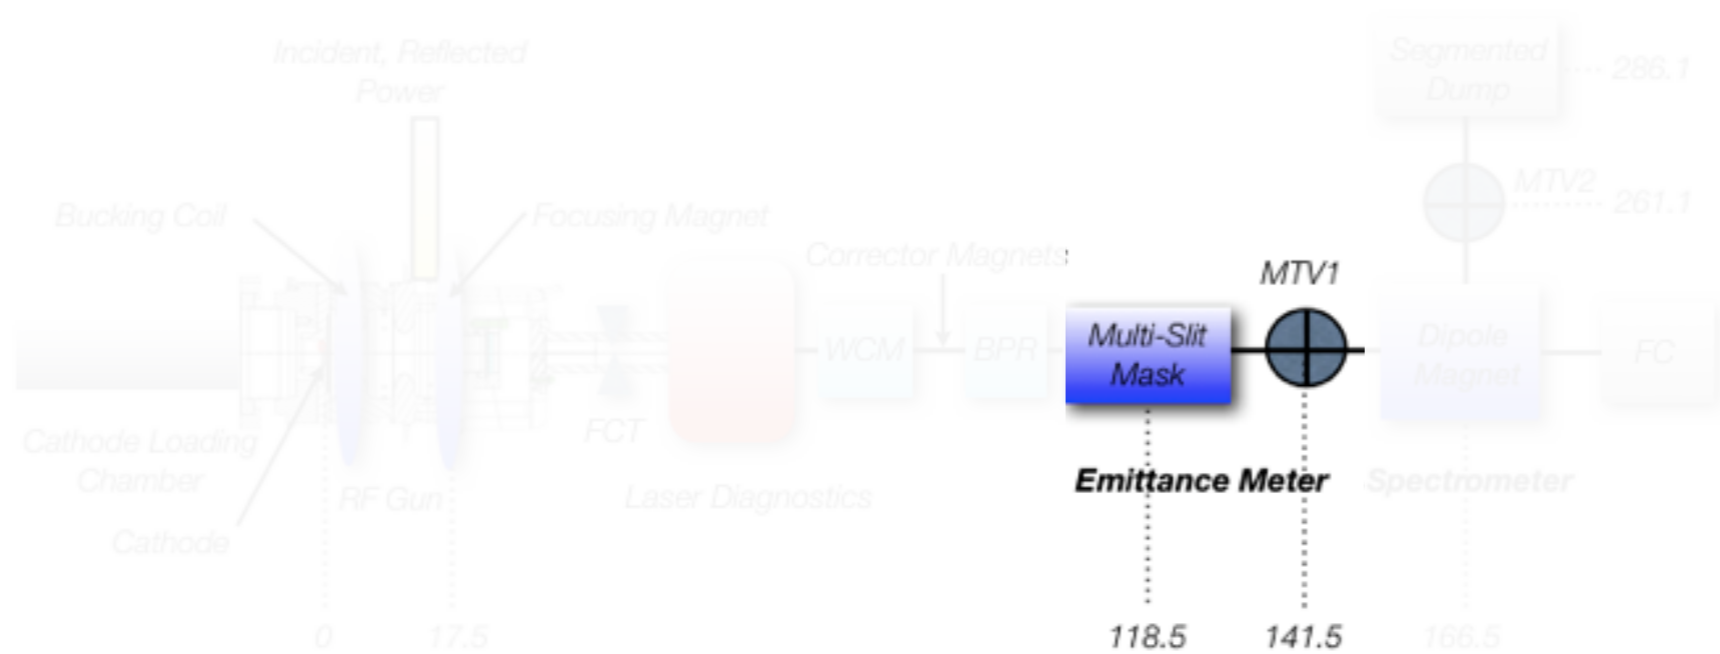 Incident, Reflected
Power
Segmented
Dump
286.1
MTV2
261.1
Bucking Coil
Focusing Magnet
Corrector Magnets
MTV1
WCM
BPR
Multi-Slit
Mask
Dipole
Magnet
FC
FCT
Cathode Loading
Chamber
RF Gun
Laser Diagnostics
Emittance Meter
Spectrometer
Cathode
0
17.5
118.5
141.5
166.5